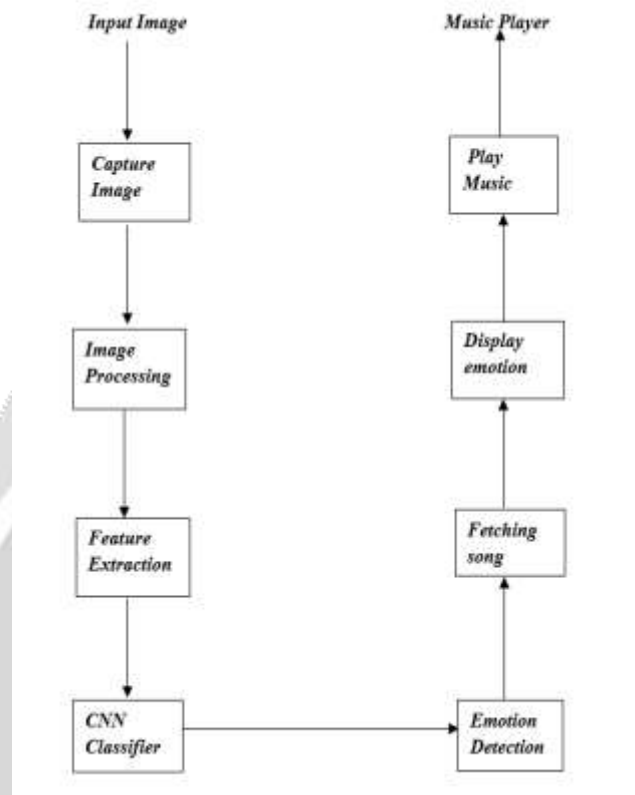 Input Image
Capture
Image
Image
Processing
Feature
Extraction
CNN
Classifier
Emotion
Detection
Fetching
song
Display
emotion
Play
Music
Music Player